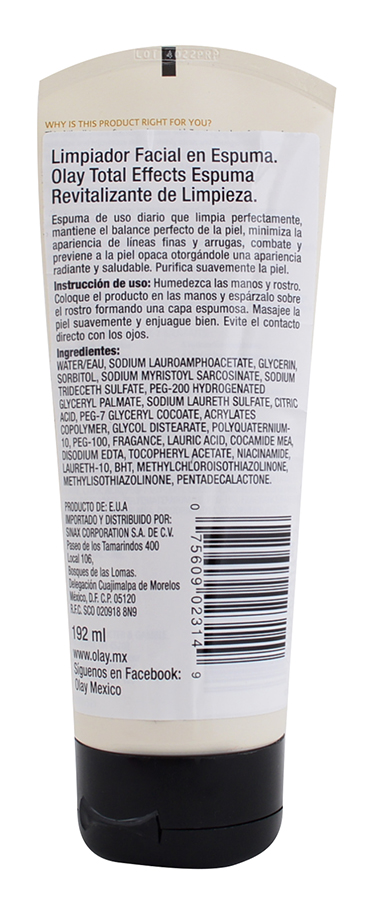 LOT 4022PRP
WHY IS THIS PRODUCT RIGHT FOR YOU?
Limpiador Facial en Espuma.
Olay Total Effects Espuma
Revitalizante de Limpieza.
Espuma de uso diario que limpia perfectamente,
mantiene el balance perfecto de la piel, minimiza la
apariencia de lineas finas y arrugas, combate y
previene a la piel opaca otorgándole una apariencia
radiante y saludable. Purifica suavemente la piel.
Instrucción de uso: Humedezca las manos y rostro.
Coloque el producto en las manos y espárzalo sobre
el rostro formando una capa espumosa. Masajee la
piel suavemente y enjuague bien. Evite el contacto
directo con los ojos.
Ingredientes:
WATER/EAU, SODIUM LAUROAMPHOACETATE, GLYCERIN,
SORBITOL, SODIUM MYRISTOYL SARCOSINATE, SODIUM
TRIDECETH SULFATE, PEG-200 HYDROGENATED
GLYCERYL PALMATE, SODIUM LAURETH SULFATE, CITRIC
ACID, PEG-7 GLYCERYL COCOATE, ACRYLATES
COPOLYMER, GLYCOL DISTEARATE, POLYQUATERNIUM-
10, PEG-100, FRAGANCE, LAURIC ACID, COCAMIDE MEA,
DISODIUM EDTA, TOCOPHERYL ACETATE, NIACINAMIDE,
LAURETH-10, BHT, METHYLCHLOROISOTHIAZOLINONE,
METHYLISOTHIAZOLINONE, PENTADECALACTONE.
PRODUCTO DE: E.U.A
IMPORTADO Y DISTRIBUIDO POR:
SINAX CORPORATION S.A. DE C.V.
Paseo de los Tamarindos 400
Local 106,
Bosques de las Lomas.
Delegación Cuajimalpa de Morelos
México, D.F. C.P. 05120
R.F.C. SCO 020918 8N9
192 ml
www.olay.mx
Síguenos en Facebook:
Olay Mexico
0 75609 02314 9